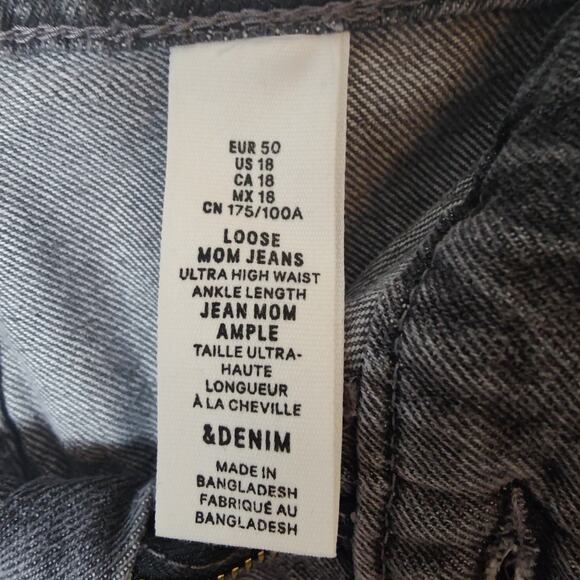 EUR 50
US 18
CA 18
MX 18
CN 175/100A
LOOSE
MOM JEANS
ULTRA HIGH WAIST
ANKLE LENGTH
JEAN MOM
AMPLE
TAILLE ULTRA-
HAUTE
LONGUEUR
À LA CHEVILLE
&DENIM
MADE IN
BANGLADESH
FABRIQUÉ AU
BANGLADESH